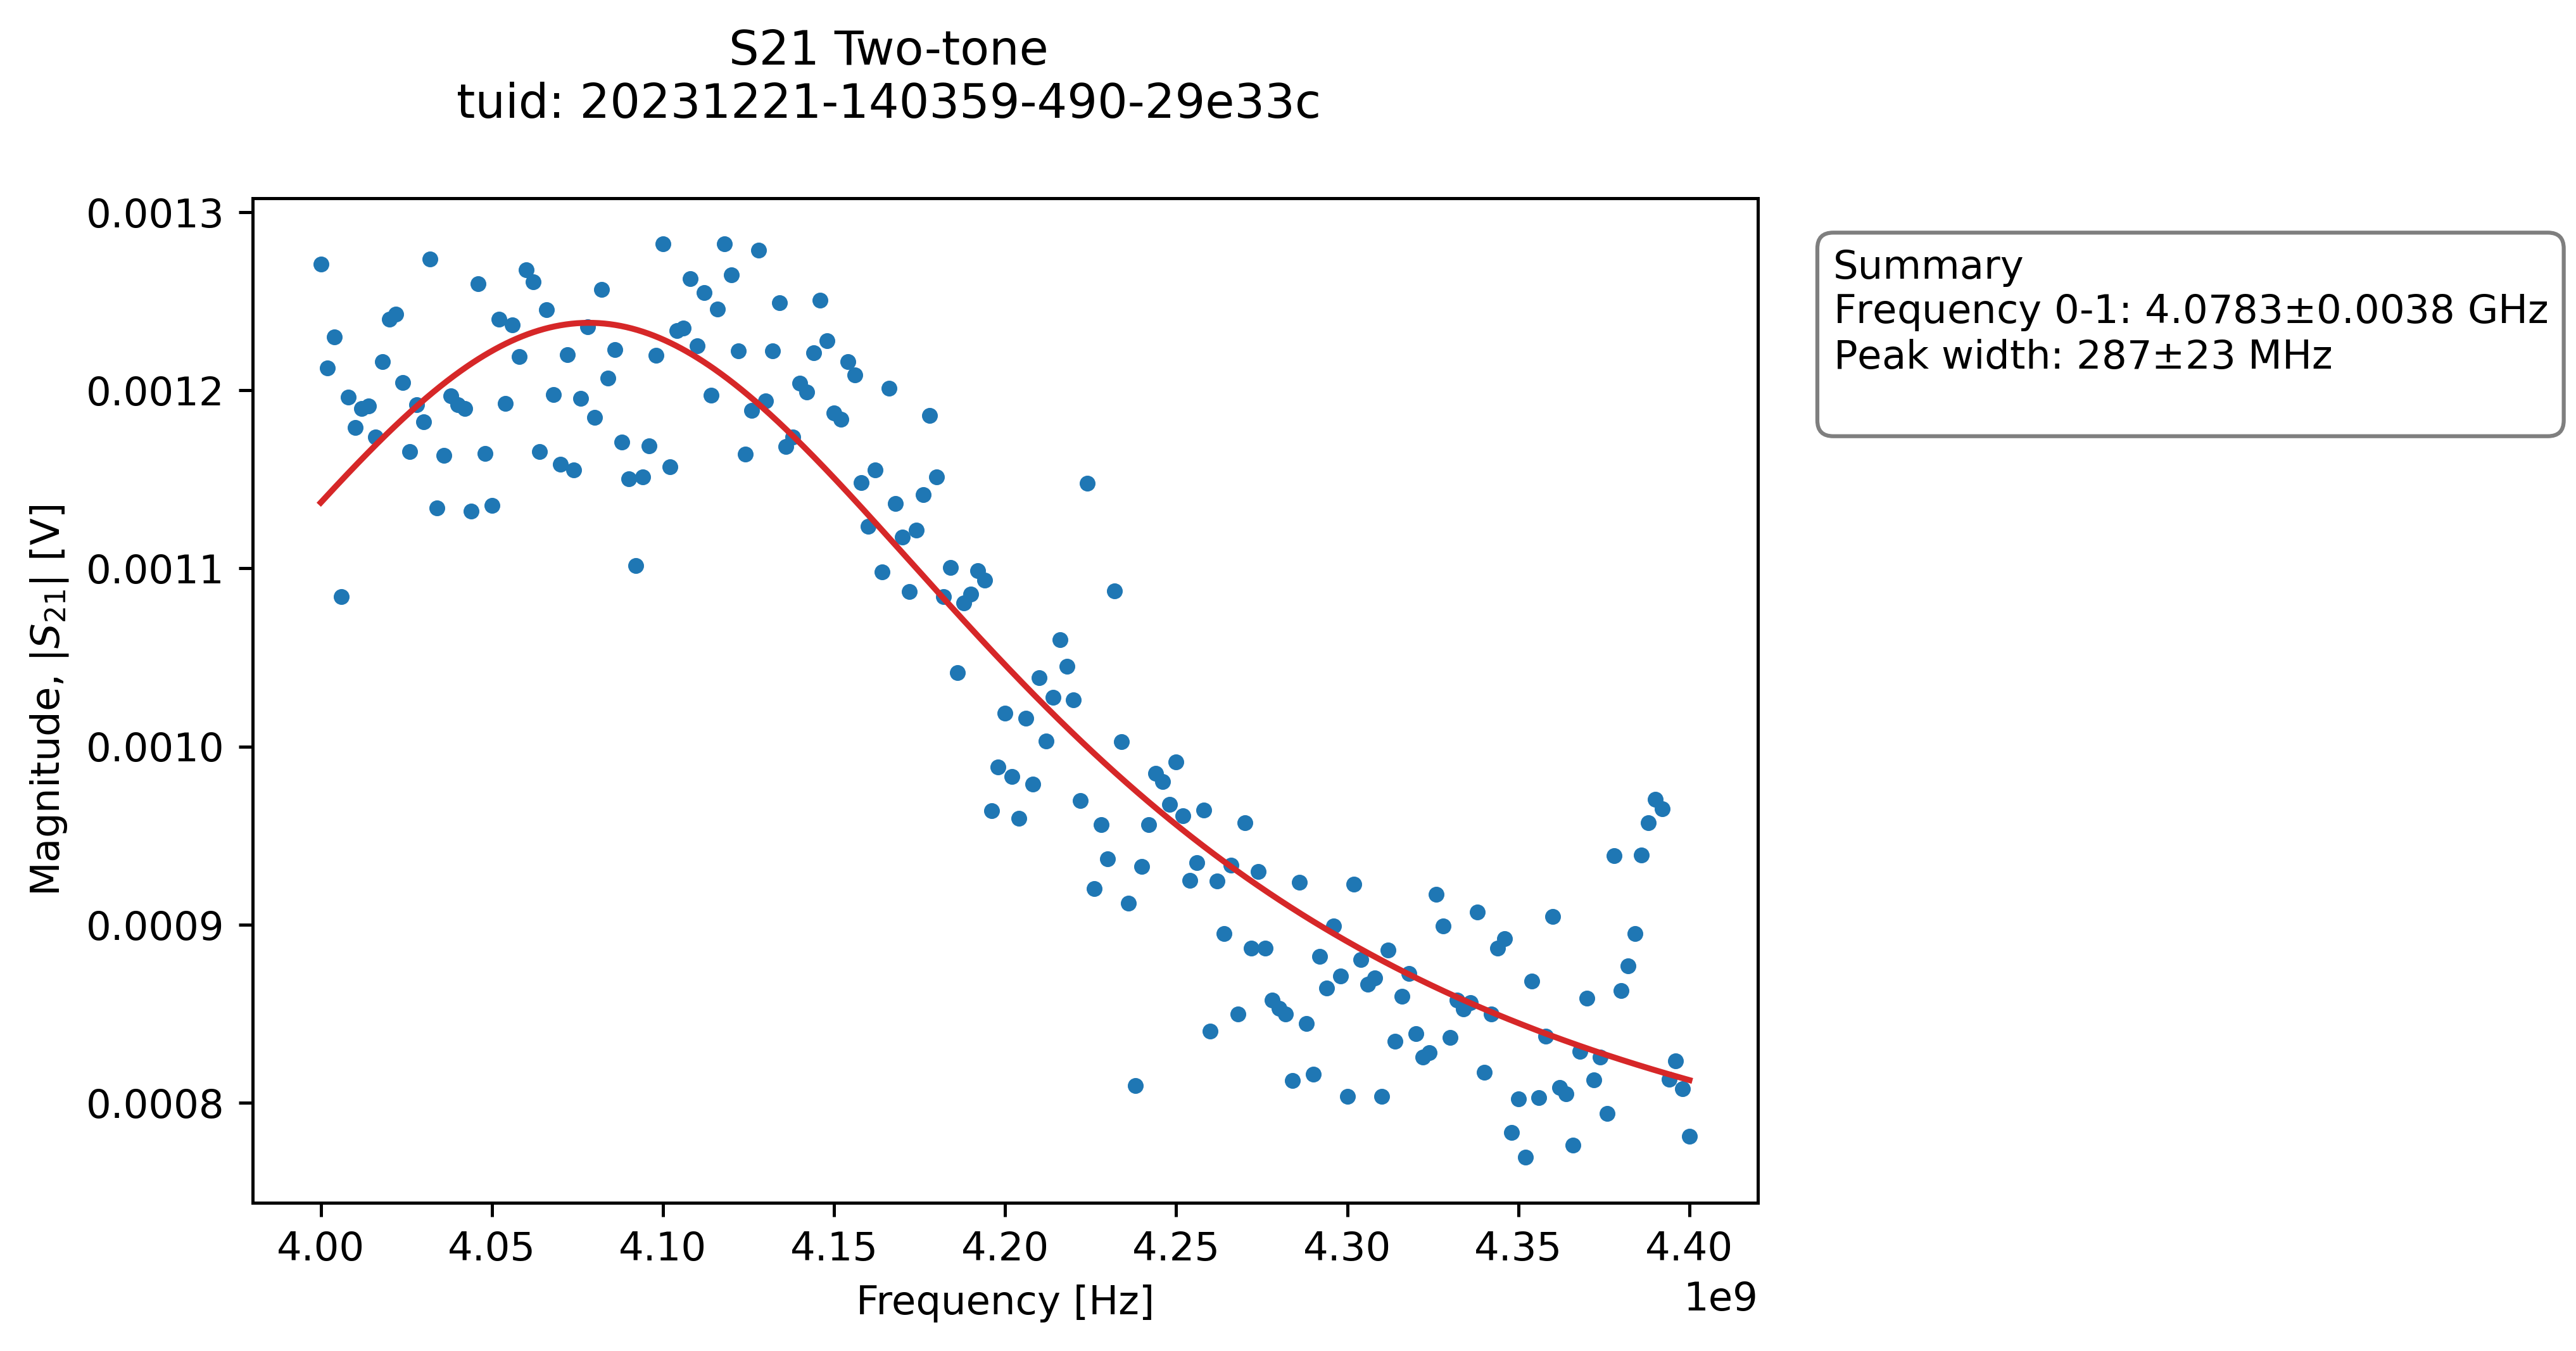 S21 Two-tone
tuid: 20231221-140359-490-29e33c
0.0013
0.0012
0.0011
0.0010
0.0009
0.0008
Magnitude, |S21| [V]
4.00 4.05 4.10 4.15 4.20 4.25 4.30 4.35 4.40
1e9
Frequency [Hz]
Summary
Frequency 0-1: 4.0783±0.0038 GHz
Peak width: 287±23 MHz